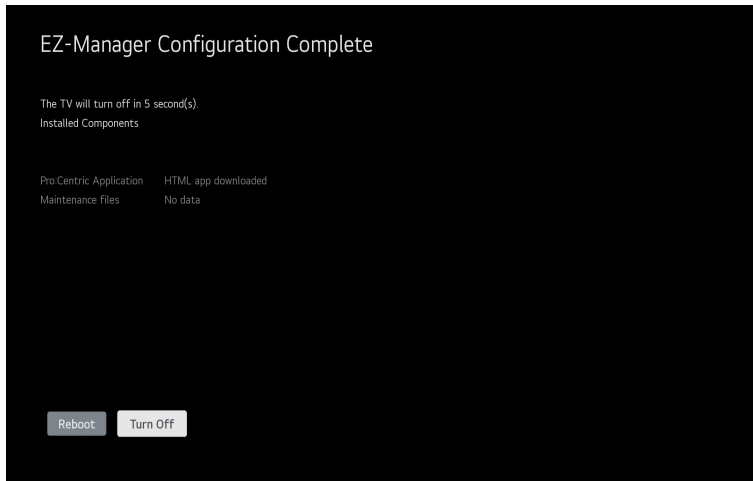 EZ-Manager Configuration Complete
The TV will turn off in 5 second(s).
Installed Components
Pro:Centric Application HTML app downloaded
Maintenance files No data
Reboot Turn Off